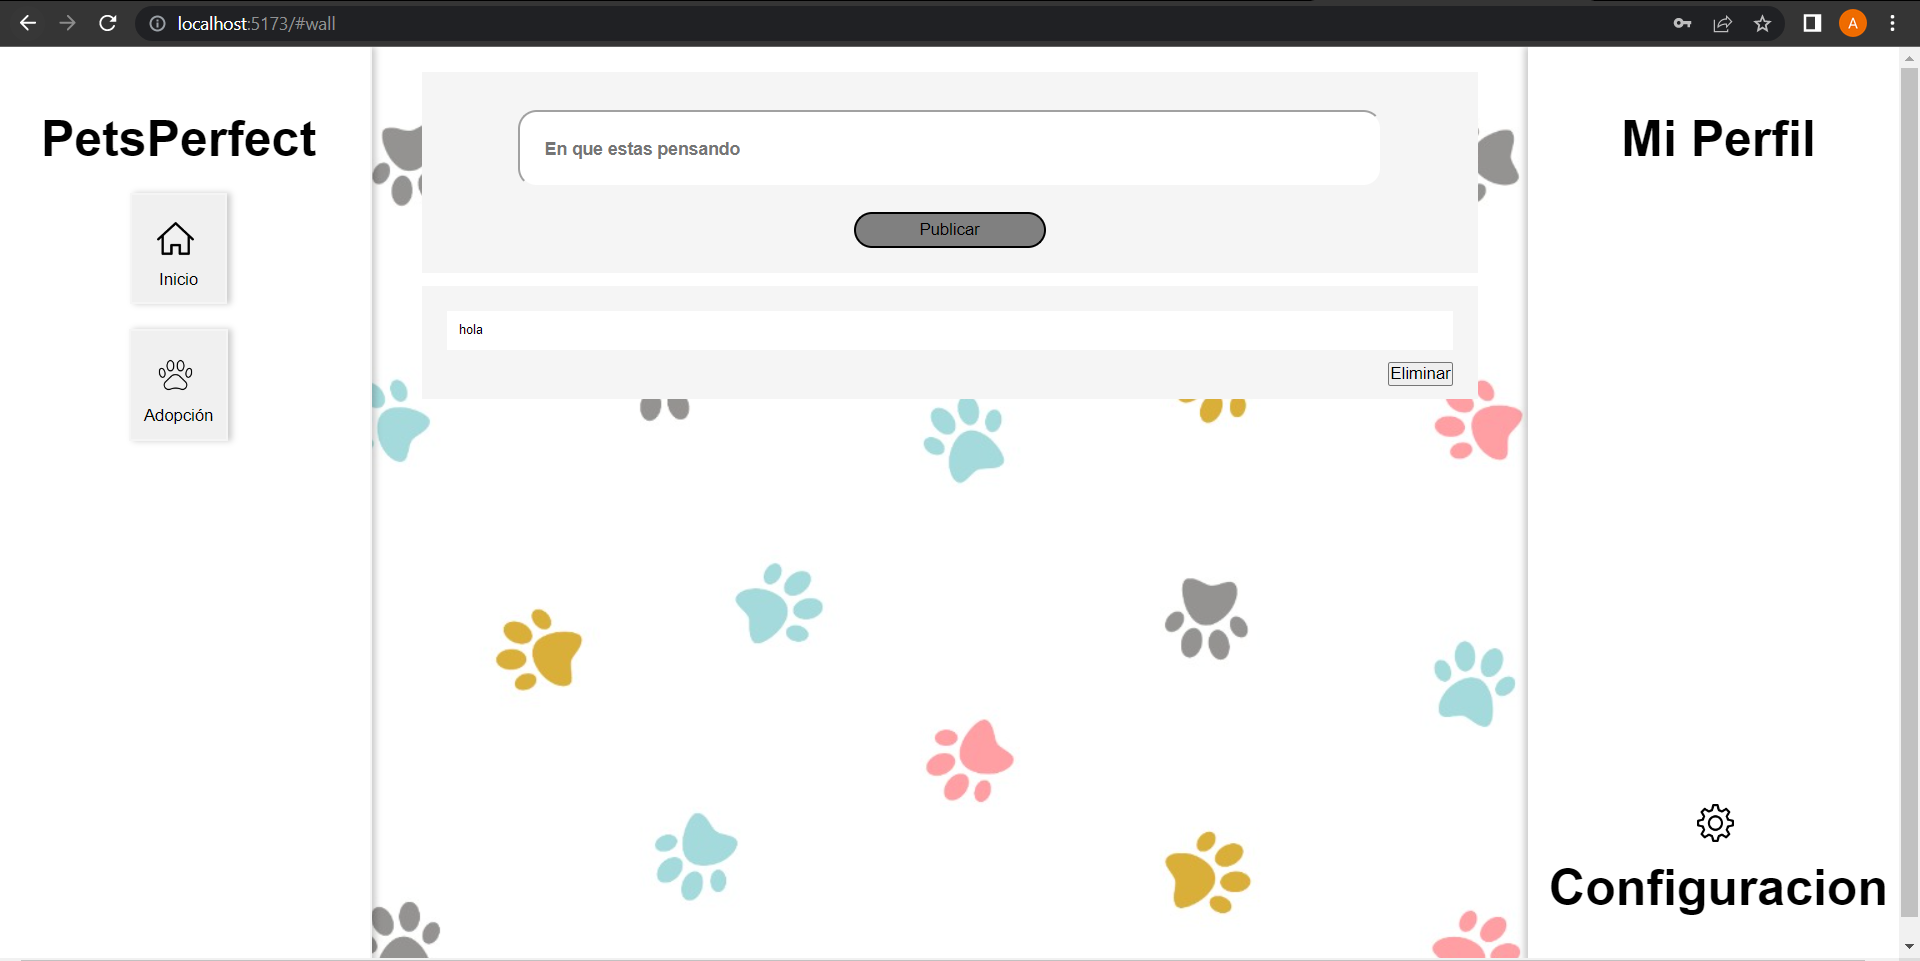 localhost:5173/#wall
A
PetsPerfect
Inicio
Adopción
En que estas pensando
Publicar
hola
Eliminar
Mi Perfil
Configuracion